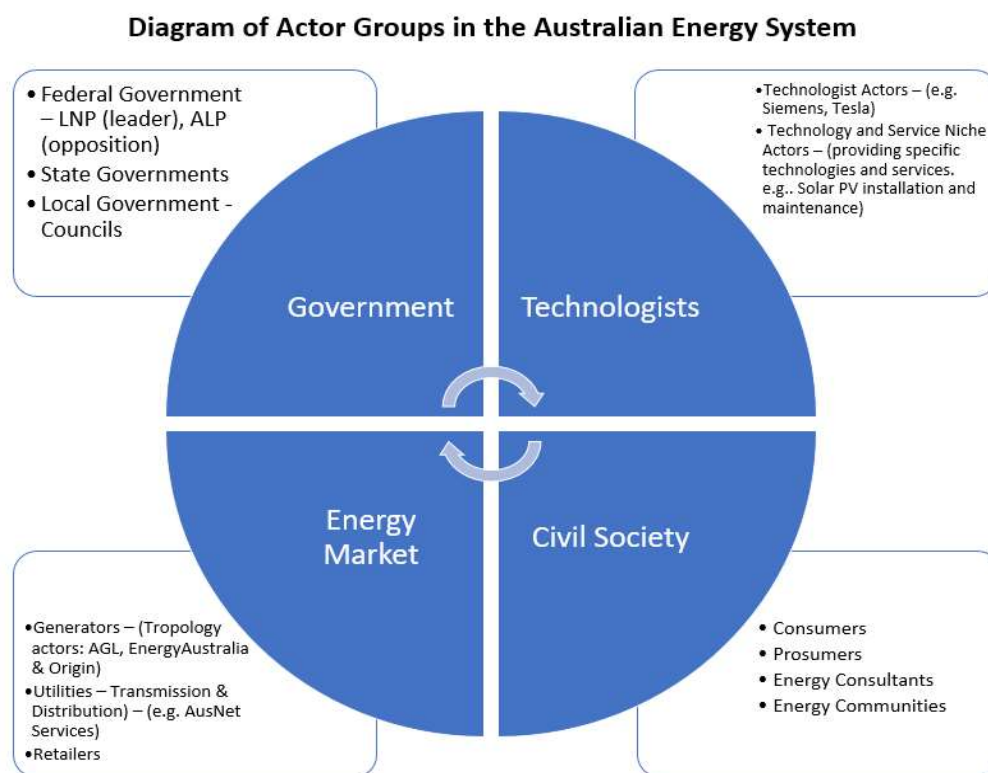 Diagram of Actor Groups in the Australian Energy System
• Federal Government
– LNP (leader), ALP
(opposition)
• State Governments
• Local Government -
Councils
•Technologist Actors – (e.g.
Siemens, Tesla)
• Technology and Service Niche
Actors – (providing specific
technologies and services.
e.g.. Solar PV installation and
maintenance)
Government
Technologists
Energy
Market
Civil Society
•Generators – (Tropology
actors: AGL, EnergyAustralia
& Origin)
•Utilities – Transmission &
Distribution) – (e.g. AusNet
Services)
•Retailers
• Consumers
• Prosumers
• Energy Consultants
• Energy Communities